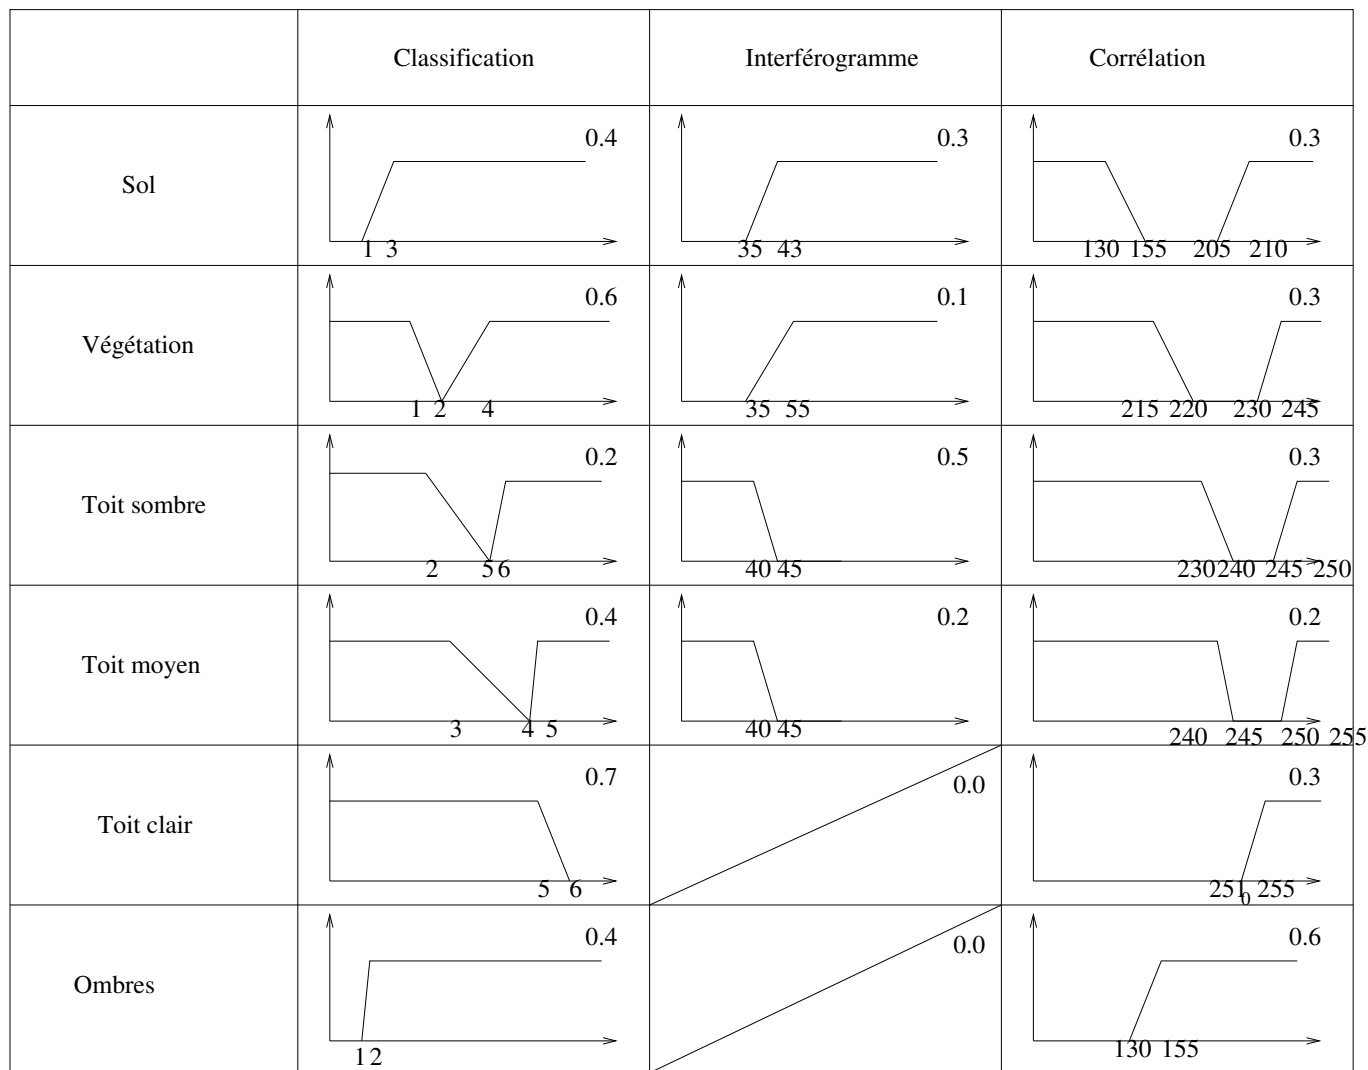 Classification Interférogramme Corrélation
0.4 0.3 0.3
Sol
1 3 35 43 130 155 205 210
0.6 0.1 0.3
Végétation
1 2 4 35 55 215 220 230 245
0.2 0.5 0.3
Toit sombre
2 5 6 40 45 230 240 245 250
0.4 0.2 0.2
Toit moyen
3 4 5 40 45 240 245 250 255
0.7 0.0 0.3
Toit clair
5 6 251 0 255
0.4 0.0 0.6
Ombres
1 2 130 155